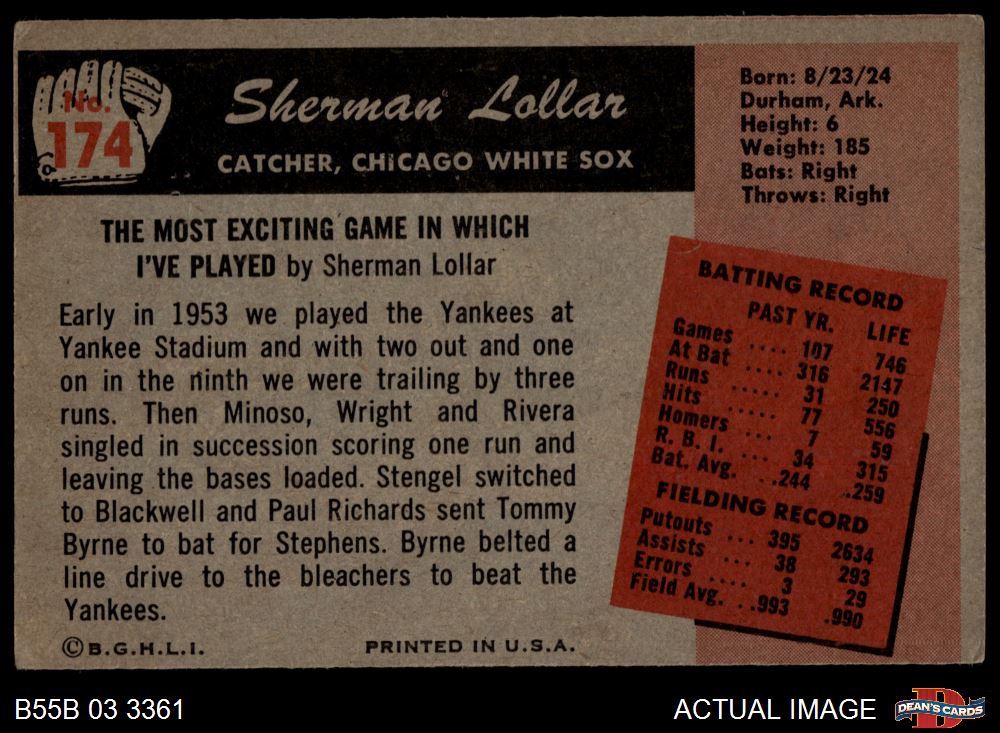 No.
174
Sherman Lollar
CATCHER, CHICAGO WHITE SOX
Born: 8/23/24
Durham, Ark.
Height: 6
Weight: 185
Bats: Right
Throws: Right
THE MOST EXCITING GAME IN WHICH
I'VE PLAYED by Sherman Lollar
Early in 1953 we played the Yankees at
Yankee Stadium and with two out and one
on in the ninth we were trailing by three
runs. Then Minoso, Wright and Rivera
singled in succession scoring one run and
leaving the bases loaded. Stengel switched
to Blackwell and Paul Richards sent Tommy
Byrne to bat for Stephens. Byrne belted a
line drive to the bleachers to beat the
Yankees.
BATTING RECORD
PAST YR. LIFE
Games .... 107 746
At Bat .... 316 2147
Runs ..... 31 250
Hits ..... 77 556
Homers ... 7 59
R. B. I. ... 34 315
Bat. Avg. ..244 .259
FIELDING RECORD
Putouts ... 395 2634
Assists ... 38 293
Errors .... 3 29
Field Avg. ..993 .990
©B.G.H.L.I. PRINTED IN U.S.A.
B55B 03 3361 ACTUAL IMAGE
D
DEAN'S CARDS